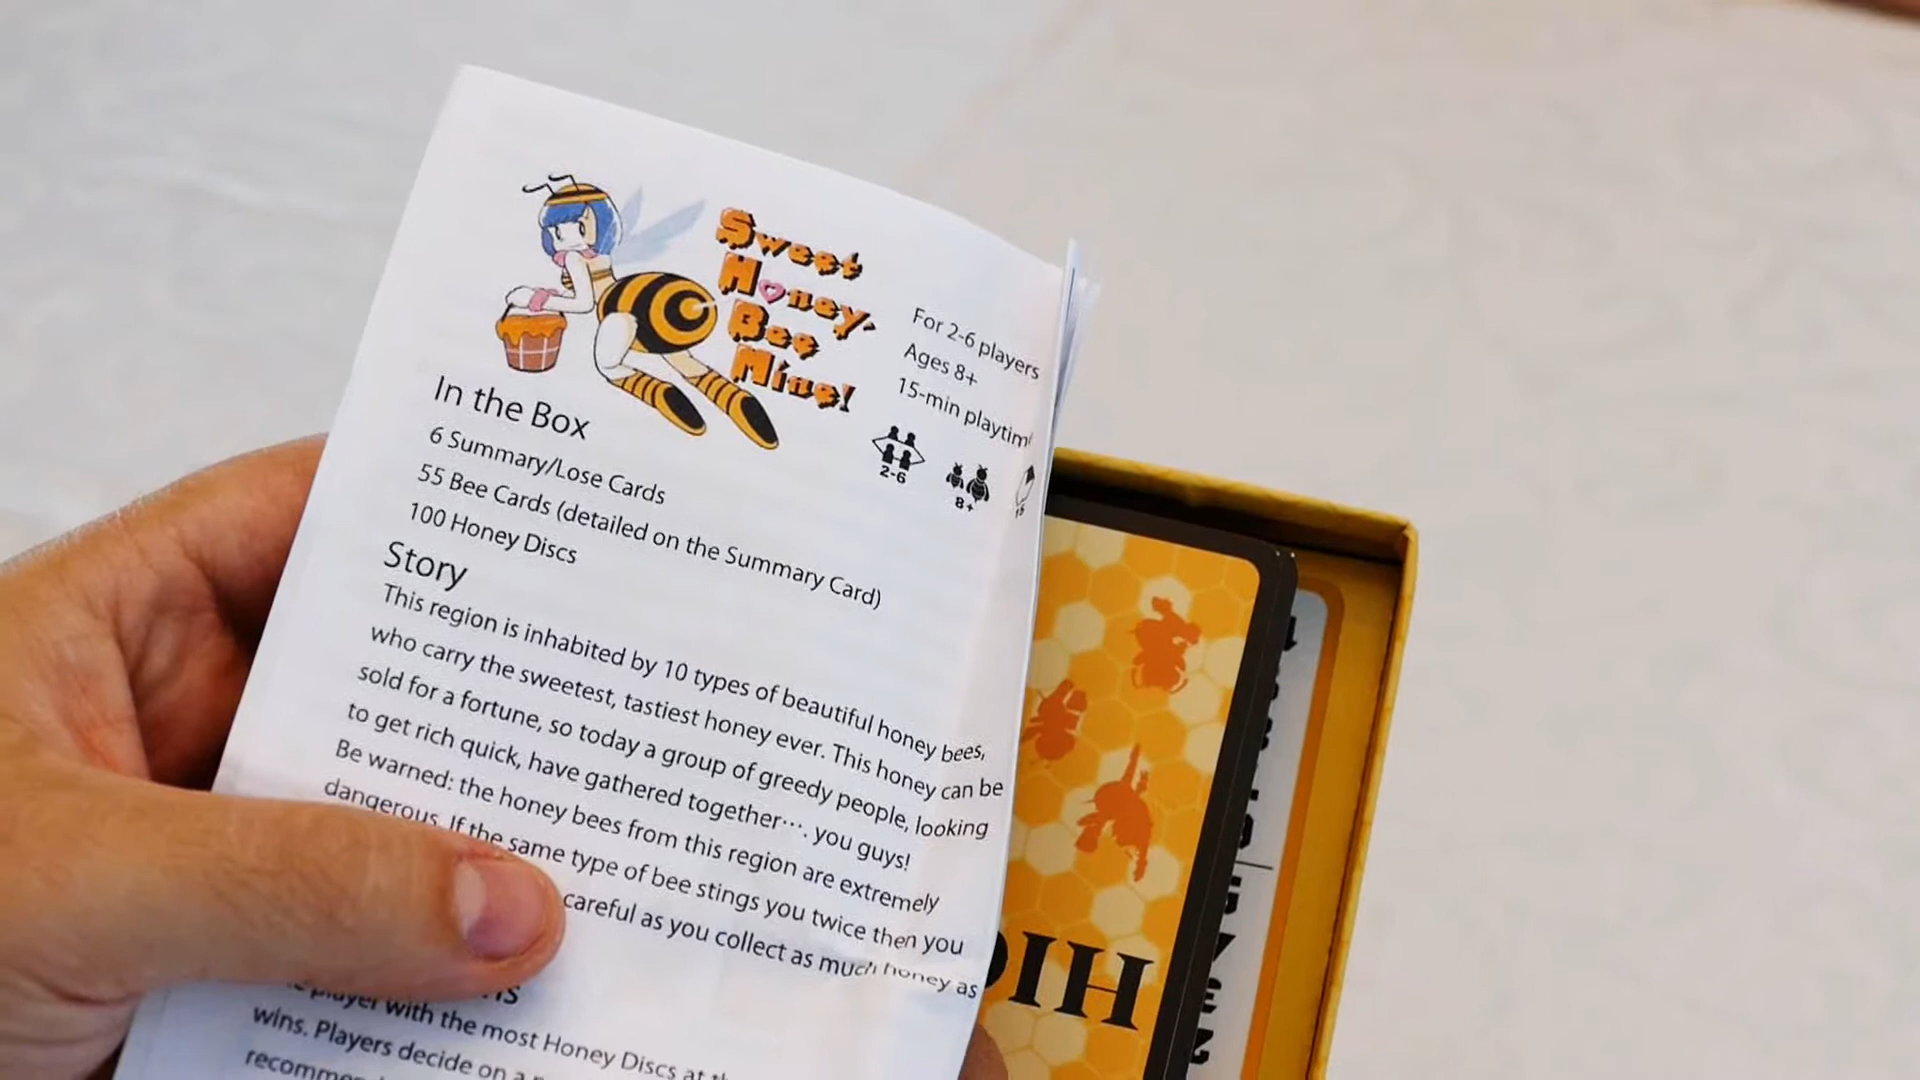 Sweet
Honey,
Bee
Mine!
For 2-6 players
Ages 8+
15-min playtim
2-6
8+
15
In the Box
6 Summary/Lose Cards
55 Bee Cards (detailed on the Summary Card)
100 Honey Discs
Story
This region is inhabited by 10 types of beautiful honey bees,
who carry the sweetest, tastiest honey ever. This honey can be
sold for a fortune, so today a group of greedy people, looking
to get rich quick, have gathered together…. you guys!
Be warned: the honey bees from this region are extremely
dangerous. If the same type of bee stings you twice then you
careful as you collect as much honey as
player with the most Honey Discs at
wins. Players decide on a
HI